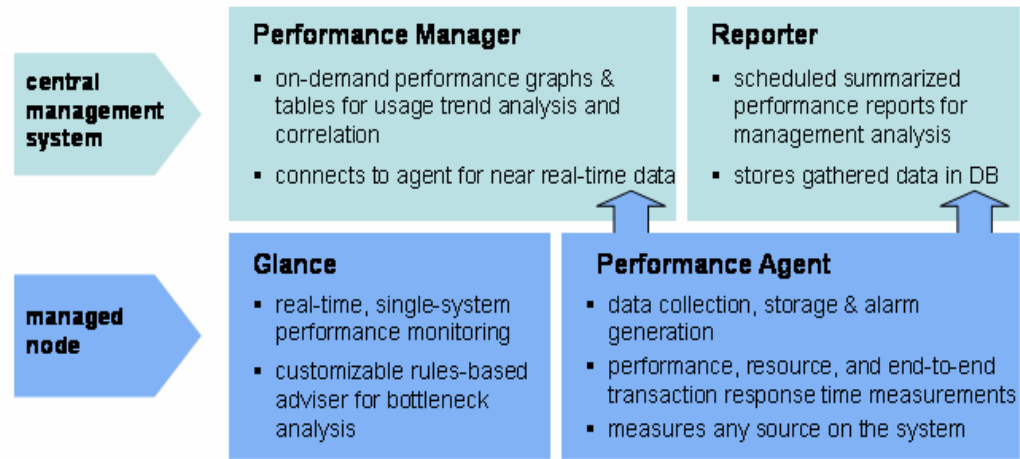 central
management
system
Performance Manager
▪ on-demand performance graphs &
tables for usage trend analysis and
correlation
▪ connects to agent for near real-time data
Reporter
▪ scheduled summarized
performance reports for
management analysis
▪ stores gathered data in DB
managed
node
Glance
▪ real-time, single-system
performance monitoring
▪ customizable rules-based
adviser for bottleneck
analysis
Performance Agent
▪ data collection, storage & alarm
generation
▪ performance, resource, and end-to-end
transaction response time measurements
▪ measures any source on the system